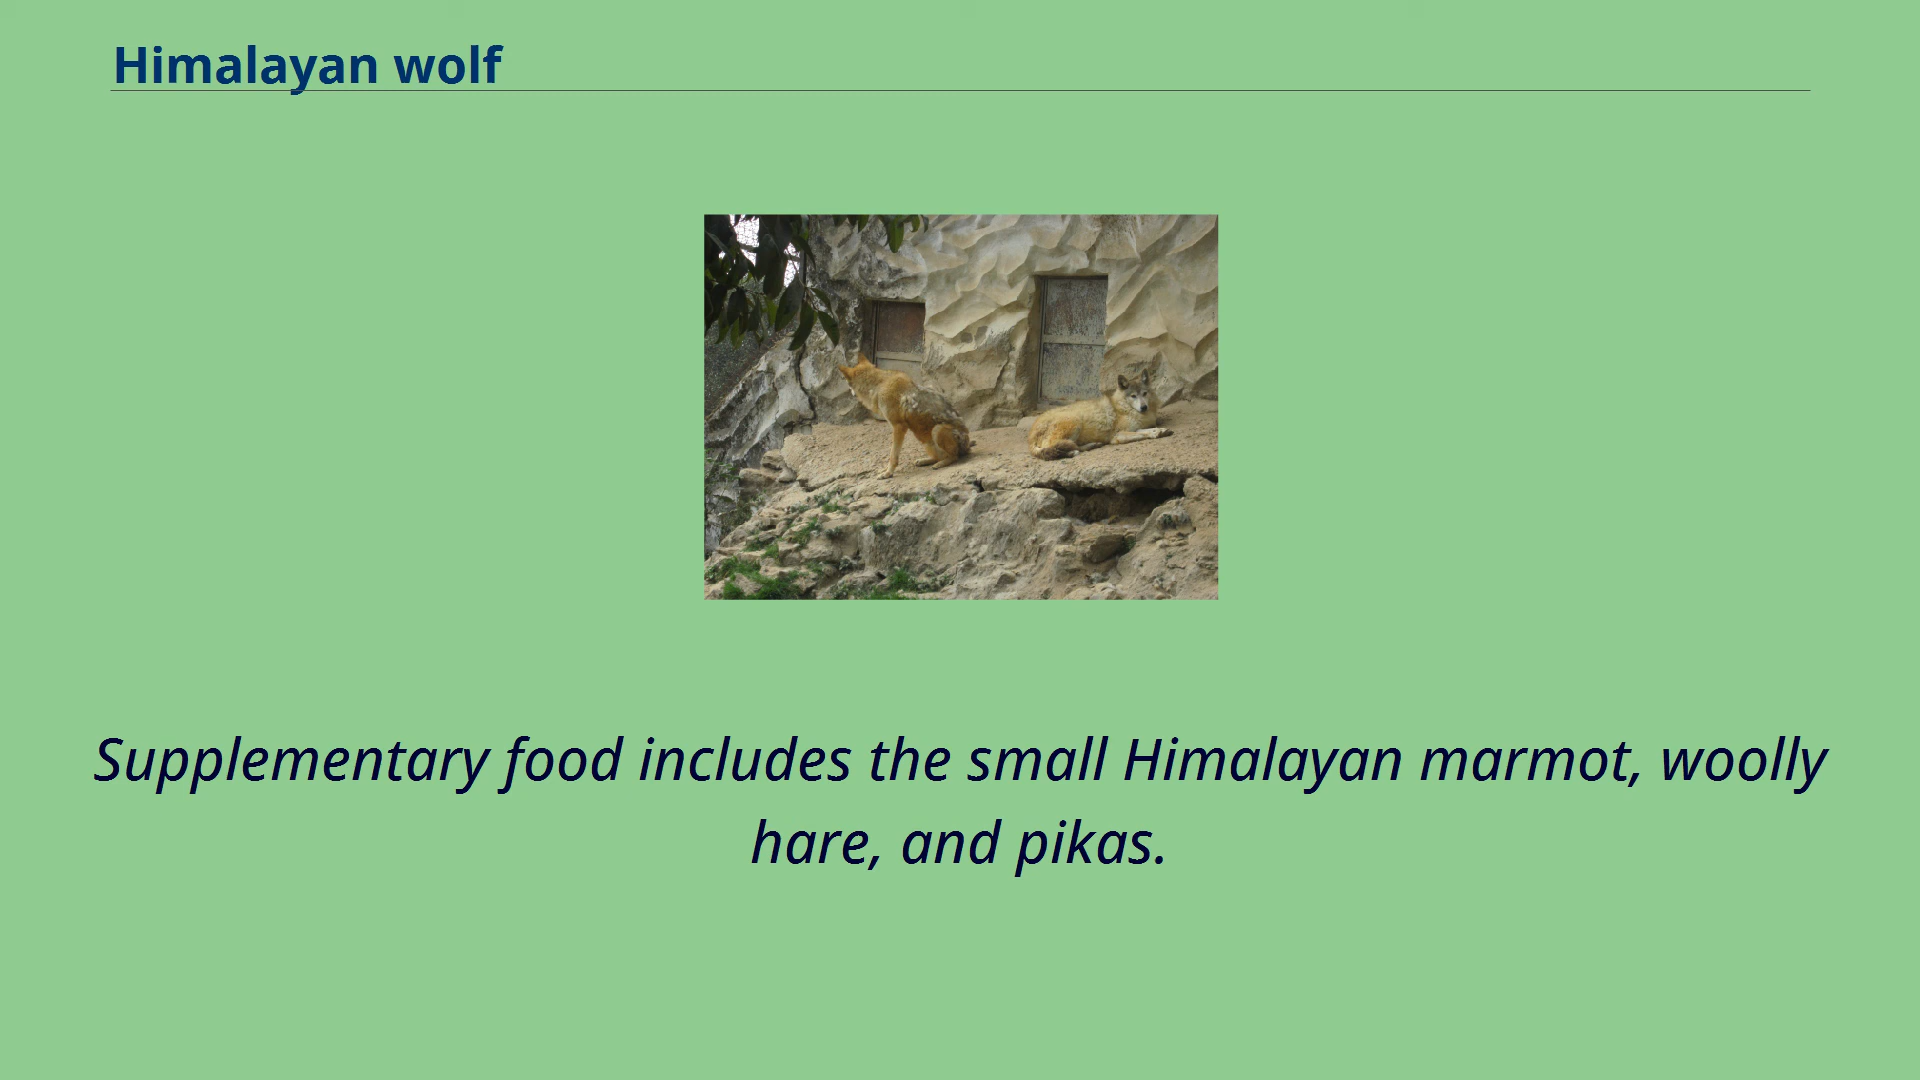 Himalayan wolf
Supplementary food includes the small Himalayan marmot, woolly
hare, and pikas.